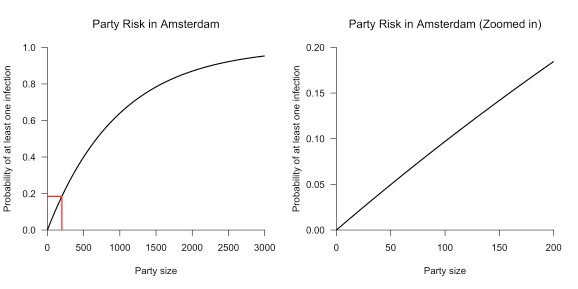 Party Risk in Amsterdam
1.0
0.8
0.6
0.4
0.2
0.0
Probability of at least one infection
0 500 1000 1500 2000 2500 3000
Party size
Party Risk in Amsterdam (Zoomed in)
0.20
0.15
0.10
0.05
0.00
Probability of at least one infection
0 50 100 150 200
Party size